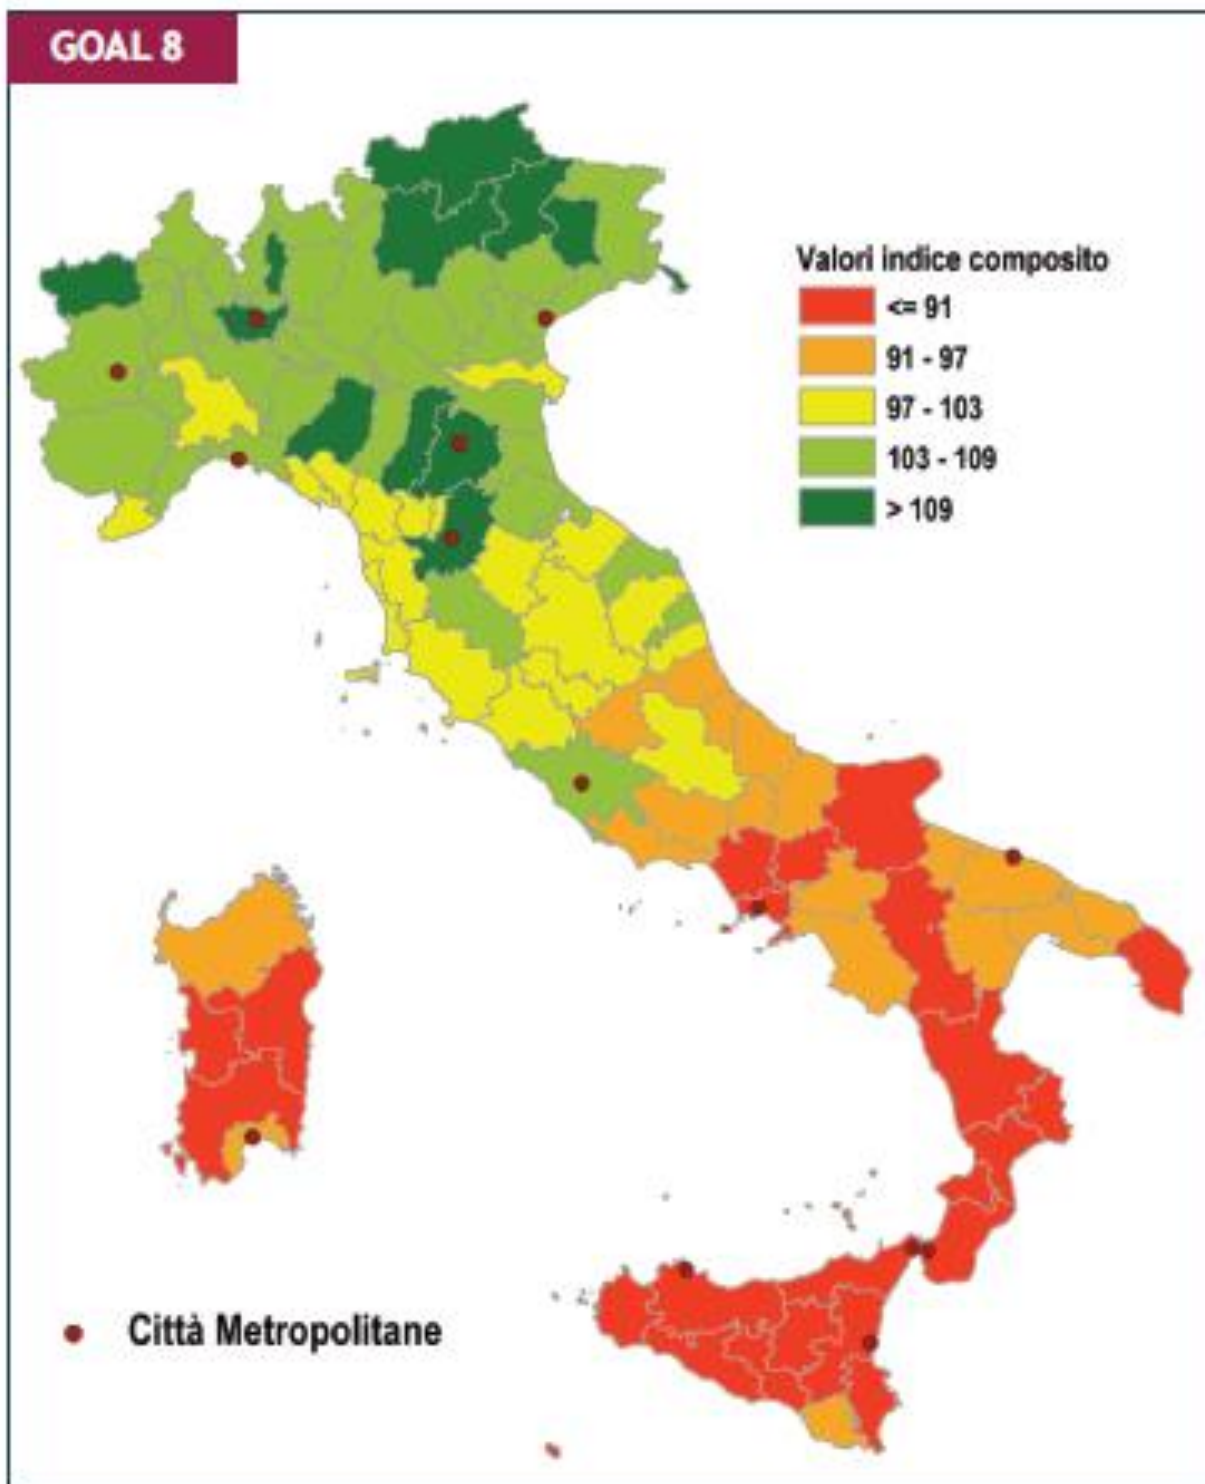 GOAL 8
Valori indice composito
<= 91
91 - 97
97 - 103
103 - 109
> 109
Città Metropolitane